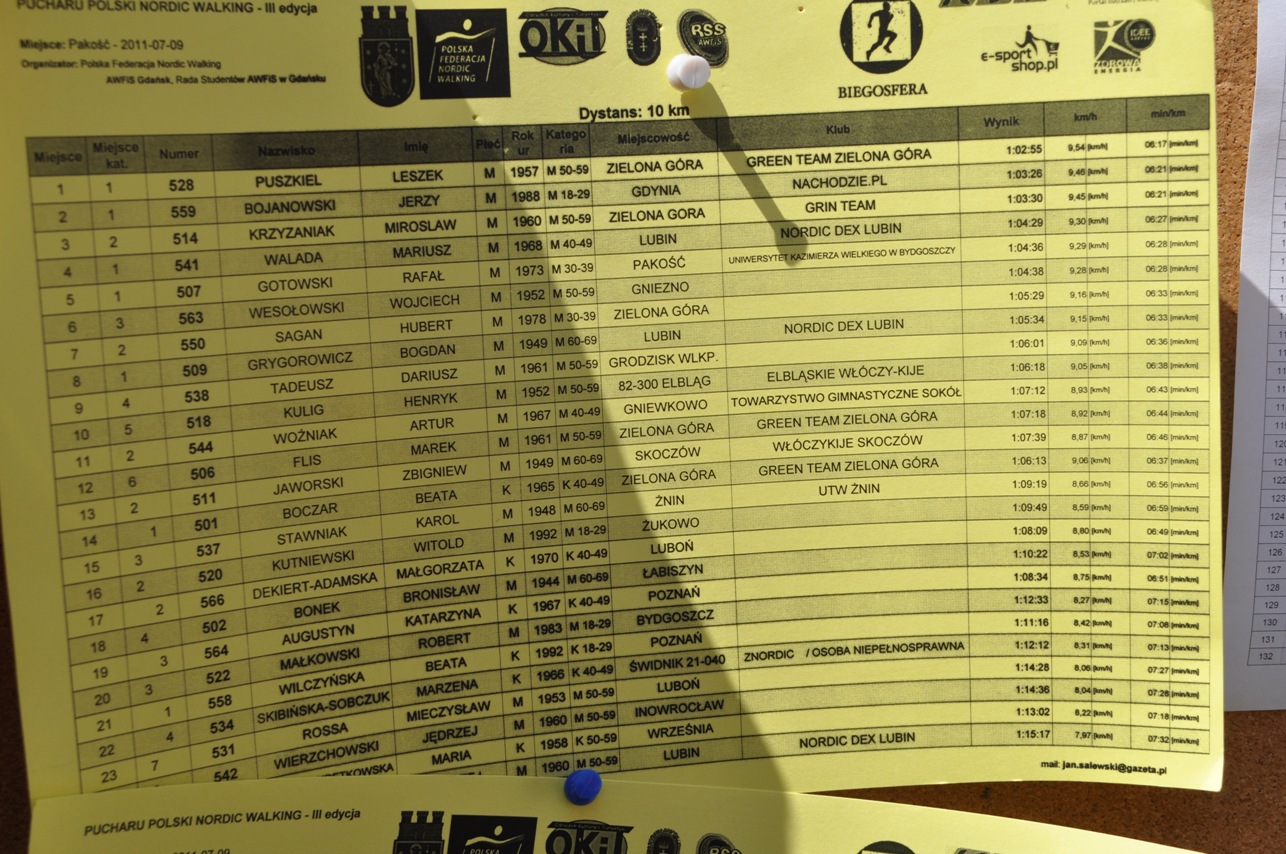 PUCHARU POLSKI NORDIC WALKING - III edycja
Miejsce: Pakość - 2011-07-09
Organizator: Polska Federacja Nordic Walking
AWFiS Gdańsk, Rada Studentów AWFiS w Gdańsku
POLSKA FEDERACJA NORDIC WALKING
OKiT
RSS AWFiS
BIEGOSFERA
e-sport shop.pl
ZDROWA ENERGIA
Dystans: 10 km
Miejsce Miejsce kat. Numer Nazwisko Imię Płeć Rok ur Kategoria Miejscowość Klub Wynik km/h min/km
1 1 528 PUSZKIEL LESZEK M 1957 M 50-59 ZIELONA GÓRA GREEN TEAM ZIELONA GÓRA 1:02:55 9,54 [km/h] 06:17 [min/km]
2 1 559 BOJANOWSKI JERZY M 1988 M 18-29 GDYNIA NACHODZIE.PL 1:03:26 9,46 [km/h] 06:21 [min/km]
3 2 514 KRZYZANIAK MIROSLAW M 1960 M 50-59 ZIELONA GORA GRIN TEAM 1:03:30 9,45 [km/h] 06:21 [min/km]
4 1 541 WALADA MARIUSZ M 1968 M 40-49 LUBIN NORDIC DEX LUBIN 1:04:29 9,30 [km/h] 06:27 [min/km]
5 1 507 GOTOWSKI RAFAŁ M 1973 M 30-39 PAKOŚĆ UNIWERSYTET KAZIMIERZA WIELKIEGO W BYDGOSZCZY 1:04:36 9,29 [km/h] 06:28 [min/km]
6 3 563 WESOŁOWSKI WOJCIECH M 1952 M 50-59 GNIEZNO 1:04:38 9,28 [km/h] 06:28 [min/km]
7 2 550 SAGAN HUBERT M 1978 M 30-39 ZIELONA GÓRA 1:05:29 9,16 [km/h] 06:33 [min/km]
8 1 509 GRYGOROWICZ BOGDAN M 1949 M 60-69 LUBIN NORDIC DEX LUBIN 1:05:34 9,15 [km/h] 06:33 [min/km]
9 4 538 TADEUSZ DARIUSZ M 1961 M 50-59 GRODZISK WLKP. 1:06:01 9,09 [km/h] 06:36 [min/km]
10 5 518 KULIG HENRYK M 1952 M 50-59 82-300 ELBLĄG ELBLĄSKIE WŁÓCZY-KIJE 1:06:18 9,05 [km/h] 06:38 [min/km]
11 2 544 WOŹNIAK ARTUR M 1967 M 40-49 GNIEWKOWO TOWARZYSTWO GIMNASTYCZNE SOKÓŁ 1:07:12 8,93 [km/h] 06:43 [min/km]
12 6 506 FLIS MAREK M 1961 M 50-59 ZIELONA GÓRA GREEN TEAM ZIELONA GÓRA 1:07:18 8,92 [km/h] 06:44 [min/km]
13 2 511 JAWORSKI ZBIGNIEW M 1949 M 60-69 SKOCZÓW WŁÓCZYKIJE SKOCZÓW 1:07:39 8,87 [km/h] 06:46 [min/km]
14 1 501 BOCZAR BEATA K 1965 K 40-49 ZIELONA GÓRA GREEN TEAM ZIELONA GÓRA 1:06:13 9,06 [km/h] 06:37 [min/km]
15 3 537 STAWNIAK KAROL M 1948 M 60-69 ŻNIN UTW ŻNIN 1:09:19 8,66 [km/h] 06:56 [min/km]
16 2 520 KUTNIEWSKI WITOLD M 1992 M 18-29 ŻUKOWO 1:09:49 8,59 [km/h] 06:59 [min/km]
17 2 566 DEKIERT-ADAMSKA MAŁGORZATA K 1970 K 40-49 LUBOŃ 1:08:09 8,80 [km/h] 06:49 [min/km]
18 4 502 BONEK BRONISŁAW M 1944 M 60-69 ŁABISZYN 1:10:22 8,53 [km/h] 07:02 [min/km]
19 3 564 AUGUSTYN KATARZYNA K 1967 K 40-49 POZNAŃ 1:08:34 8,75 [km/h] 06:51 [min/km]
20 3 522 MAŁKOWSKI ROBERT M 1983 M 18-29 BYDGOSZCZ 1:12:33 8,27 [km/h] 07:15 [min/km]
21 1 558 WILCZYŃSKA BEATA K 1992 K 18-29 POZNAŃ 1:11:16 8,42 [km/h] 07:08 [min/km]
22 4 534 SKIBIŃSKA-SOBCZUK MARZENA K 1966 K 40-49 ŚWIDNIK 21-040 ZNORDIC / OSOBA NIEPEŁNOSPRAWNA 1:12:12 8,31 [km/h] 07:13 [min/km]
23 7 531 ROSSA MIECZYSŁAW M 1953 M 50-59 LUBOŃ 1:14:28 8,06 [km/h] 07:27 [min/km]
542 WIERZCHOWSKI JĘDRZEJ M 1960 M 50-59 INOWROCŁAW 1:14:36 8,04 [km/h] 07:28 [min/km]
MARIA K 1958 K 50-59 WRZEŚNIA 1:13:02 8,22 [km/h] 07:18 [min/km]
M 1960 M 50-59 LUBIN NORDIC DEX LUBIN 1:15:17 7,97 [km/h] 07:32 [min/km]
mail: jan.salewski@gazeta.pl
PUCHARU POLSKI NORDIC WALKING - III edycja
2011-07-09
POLSKA
OKiT
RSS
120
121
122
123
124
125
126
127
128
129
130
131
132